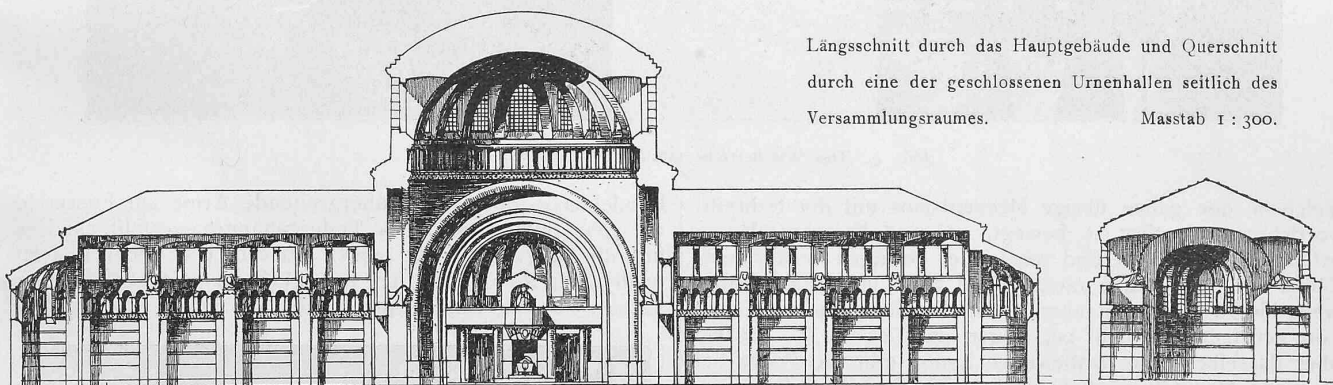 Längsschnitt durch das Hauptgebäude und Querschnitt
durch eine der geschlossenen Urnenhallen seitlich des
Versammlungsraumes. Masstab 1 : 300.